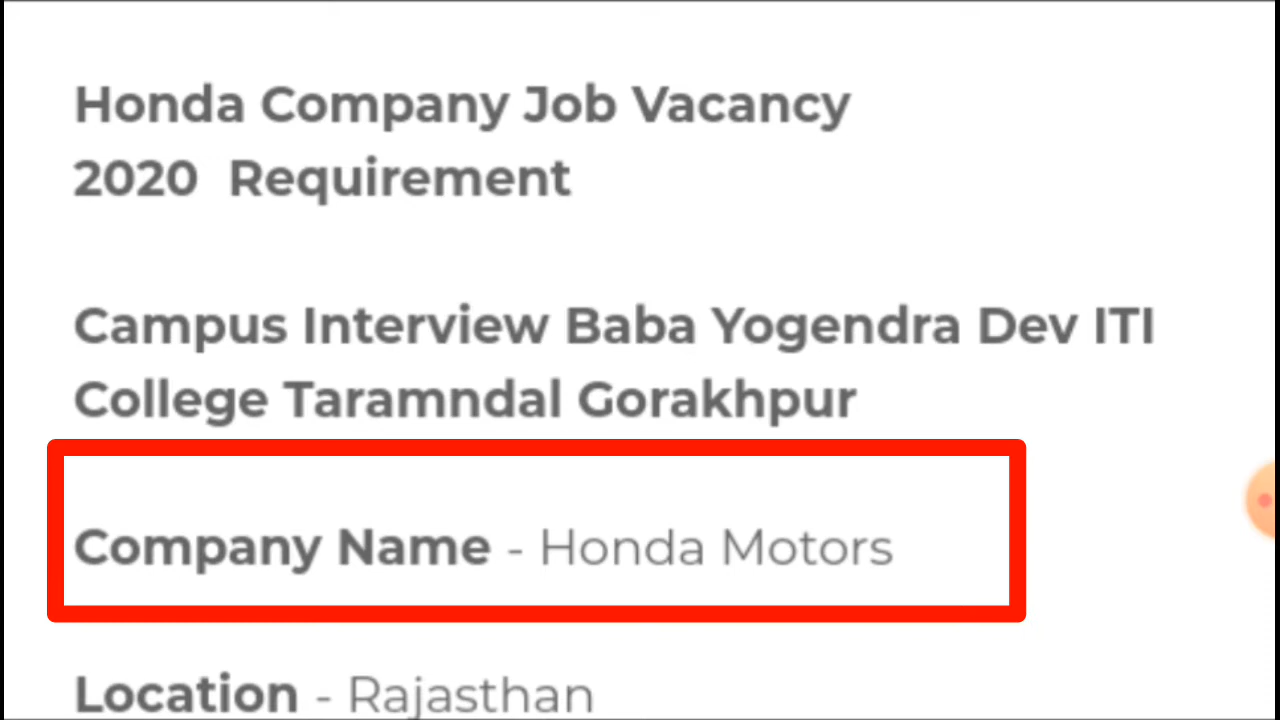 Honda Company Job Vacancy
2020 Requirement
Campus Interview Baba Yogendra Dev ITI
College Taramndal Gorakhpur
Company Name - Honda Motors
Location - Rajasthan